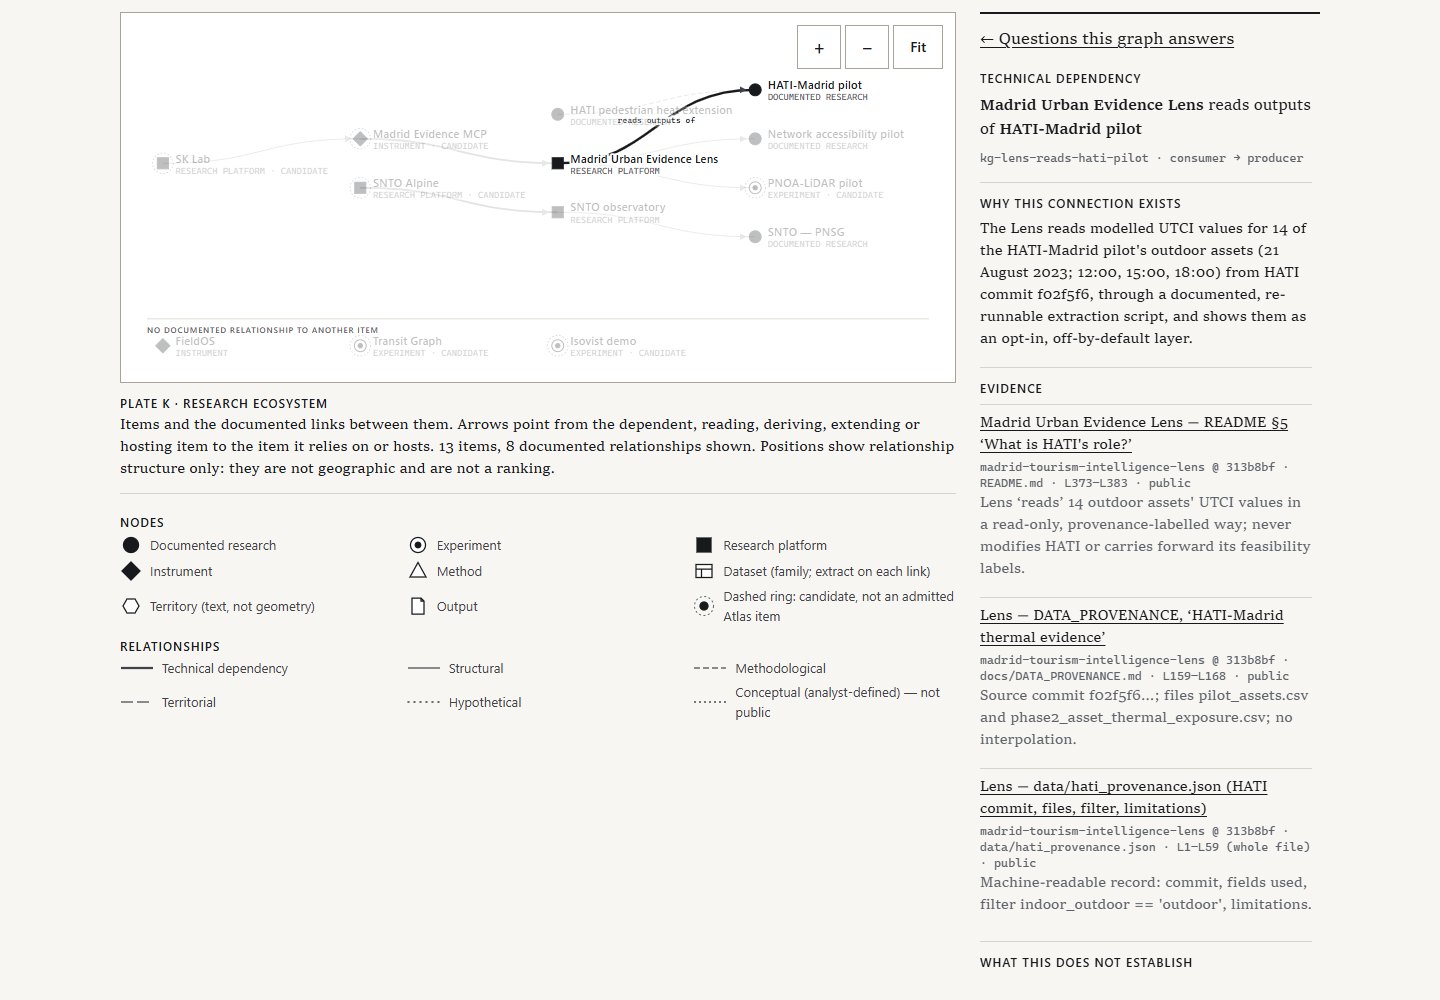 +
−
Fit
HATI-Madrid pilot
DOCUMENTED RESEARCH
HATI pedestrian heat extension
DOCUMENTED RESEARCH
reads outputs of
Madrid Evidence MCP
INSTRUMENT · CANDIDATE
Network accessibility pilot
DOCUMENTED RESEARCH
SK Lab
RESEARCH PLATFORM · CANDIDATE
Madrid Urban Evidence Lens
RESEARCH PLATFORM
SNTO Alpine
RESEARCH PLATFORM · CANDIDATE
PNOA-LiDAR pilot
EXPERIMENT · CANDIDATE
SNTO observatory
RESEARCH PLATFORM
SNTO — PNSG
DOCUMENTED RESEARCH
NO DOCUMENTED RELATIONSHIP TO ANOTHER ITEM
FieldOS
INSTRUMENT
Transit Graph
EXPERIMENT · CANDIDATE
Isovist demo
EXPERIMENT · CANDIDATE
PLATE K · RESEARCH ECOSYSTEM
Items and the documented links between them. Arrows point from the dependent, reading, deriving, extending or
hosting item to the item it relies on or hosts. 13 items, 8 documented relationships shown. Positions show relationship
structure only: they are not geographic and are not a ranking.
NODES
Documented research
Experiment
Research platform
Instrument
Method
Dataset (family; extract on each link)
Territory (text, not geometry)
Output
Dashed ring: candidate, not an admitted
Atlas item
RELATIONSHIPS
Technical dependency
Structural
Methodological
Territorial
Hypothetical
Conceptual (analyst-defined) — not
public
← Questions this graph answers
TECHNICAL DEPENDENCY
Madrid Urban Evidence Lens reads outputs
of HATI-Madrid pilot
kg-lens-reads-hati-pilot · consumer → producer
WHY THIS CONNECTION EXISTS
The Lens reads modelled UTCI values for 14 of
the HATI-Madrid pilot's outdoor assets (21
August 2023; 12:00, 15:00, 18:00) from HATI
commit f02f5f6, through a documented, re-
runnable extraction script, and shows them as
an opt-in, off-by-default layer.
EVIDENCE
Madrid Urban Evidence Lens — README §5
‘What is HATI's role?’
madrid-tourism-intelligence-lens @ 313b8bf ·
README.md · L373–L383 · public
Lens ‘reads’ 14 outdoor assets' UTCI values in
a read-only, provenance-labelled way; never
modifies HATI or carries forward its feasibility
labels.
Lens — DATA_PROVENANCE, ‘HATI-Madrid
thermal evidence’
madrid-tourism-intelligence-lens @ 313b8bf ·
docs/DATA_PROVENANCE.md · L159–L168 · public
Source commit f02f5f6…; files pilot_assets.csv
and phase2_asset_thermal_exposure.csv; no
interpolation.
Lens — data/hati_provenance.json (HATI
commit, files, filter, limitations)
madrid-tourism-intelligence-lens @ 313b8bf ·
data/hati_provenance.json · L1–L59 (whole file)
· public
Machine-readable record: commit, fields used,
filter indoor_outdoor == 'outdoor', limitations.
WHAT THIS DOES NOT ESTABLISH